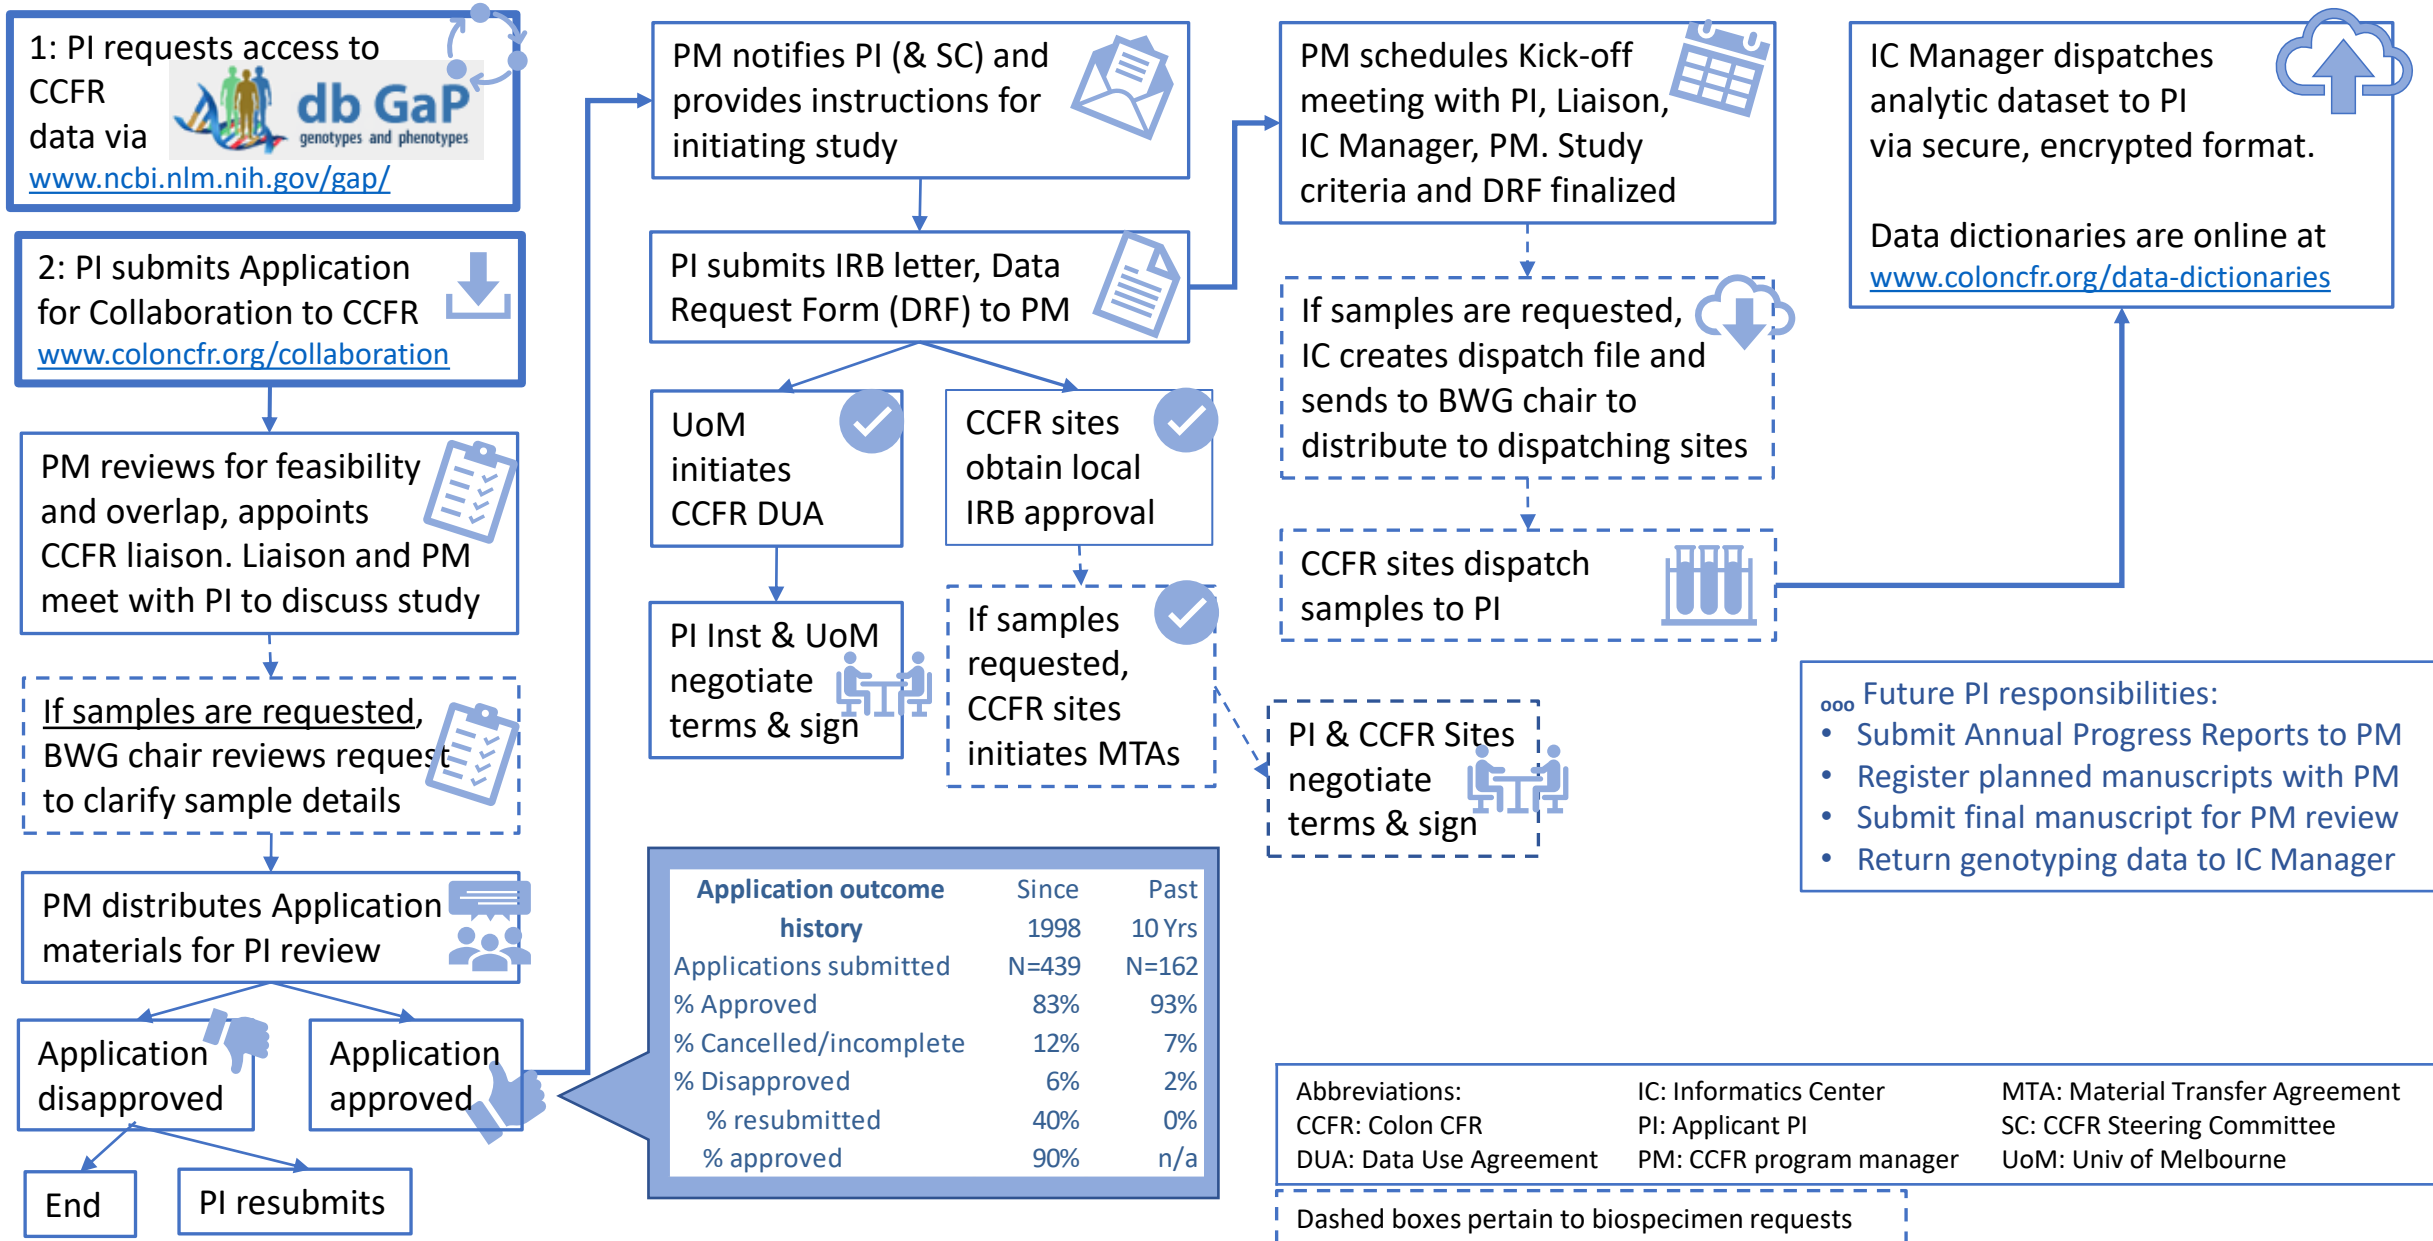 1: PI requests access to
CCFR
data via
db GaP
genotypes and phenotypes
www.ncbi.nlm.nih.gov/gap/
2: PI submits Application
for Collaboration to CCFR
www.coloncfr.org/collaboration
PM reviews for feasibility
and overlap, appoints
CCFR liaison. Liaison and PM
meet with PI to discuss study
If samples are requested,
BWG chair reviews request
to clarify sample details
PM distributes Application
materials for PI review
Application
disapproved
Application
approved
End
PI resubmits
PM notifies PI (& SC) and
provides instructions for
initiating study
PI submits IRB letter, Data
Request Form (DRF) to PM
UoM
initiates
CCFR DUA
CCFR sites
obtain local
IRB approval
PI Inst & UoM
negotiate
terms & sign
If samples
requested,
CCFR sites
initiates MTAs
PI & CCFR Sites
negotiate
terms & sign
Application outcome Since Past
history 1998 10 Yrs
Applications submitted N=439 N=162
% Approved 83% 93%
% Cancelled/incomplete 12% 7%
% Disapproved 6% 2%
% resubmitted 40% 0%
% approved 90% n/a
PM schedules Kick-off
meeting with PI, Liaison,
IC Manager, PM. Study
criteria and DRF finalized
If samples are requested,
IC creates dispatch file and
sends to BWG chair to
distribute to dispatching sites
CCFR sites dispatch
samples to PI
IC Manager dispatches
analytic dataset to PI
via secure, encrypted format.
Data dictionaries are online at
www.coloncfr.org/data-dictionaries
ooo Future PI responsibilities:
• Submit Annual Progress Reports to PM
• Register planned manuscripts with PM
• Submit final manuscript for PM review
• Return genotyping data to IC Manager
Abbreviations: IC: Informatics Center MTA: Material Transfer Agreement
CCFR: Colon CFR PI: Applicant PI SC: CCFR Steering Committee
DUA: Data Use Agreement PM: CCFR program manager UoM: Univ of Melbourne
Dashed boxes pertain to biospecimen requests